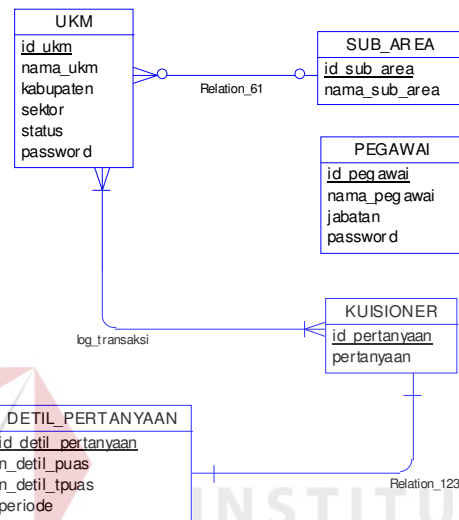 UKM
id_ukm
nama_ukm
kabupaten
sektor
status
password
SUB_AREA
id_sub_area
nama_sub_area
Relation_61
PEGAWAI
id_pegawai
nama_pegawai
jabatan
password
KUISIONER
id_pertanyaan
pertanyaan
log_transaksi
DETIL_PERTANYAAN
id_detil_pertanyaan
n_detil_puas
n_detil_tpuas
periode
Relation_123
INSTITU